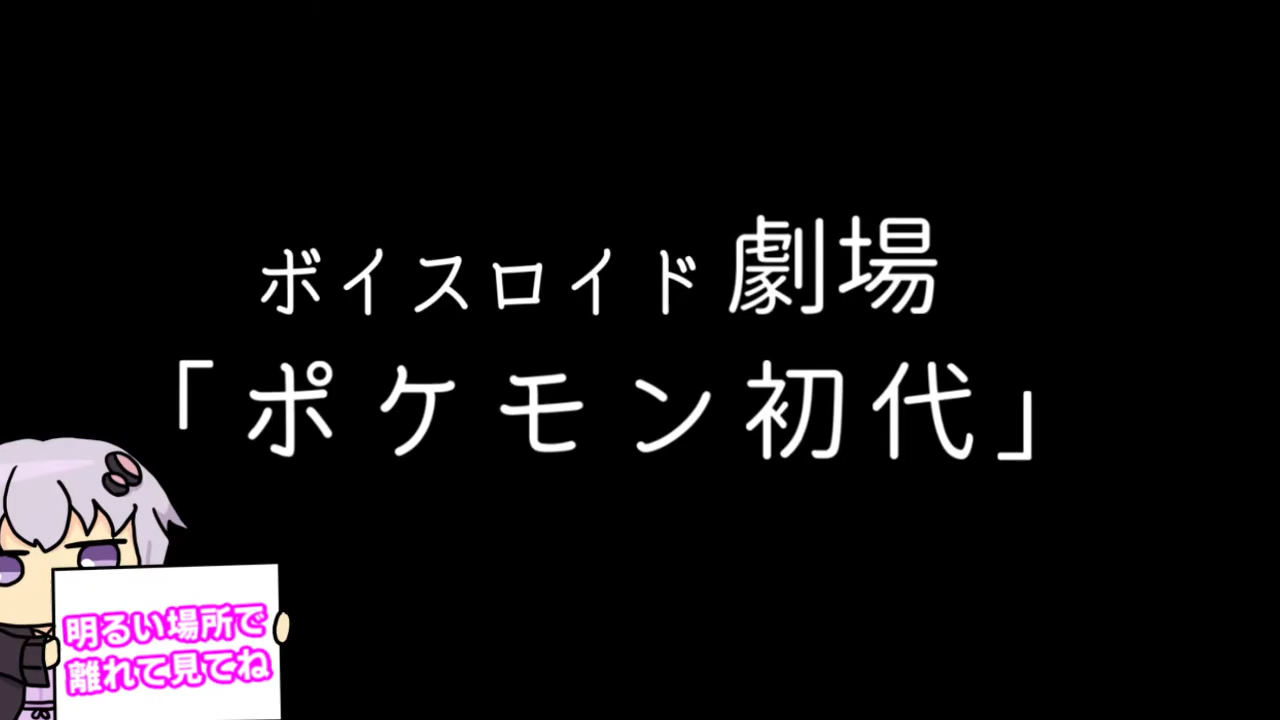 ボイスロイド劇場
「ポケモン初代」
明るい場所で
離れて見てね